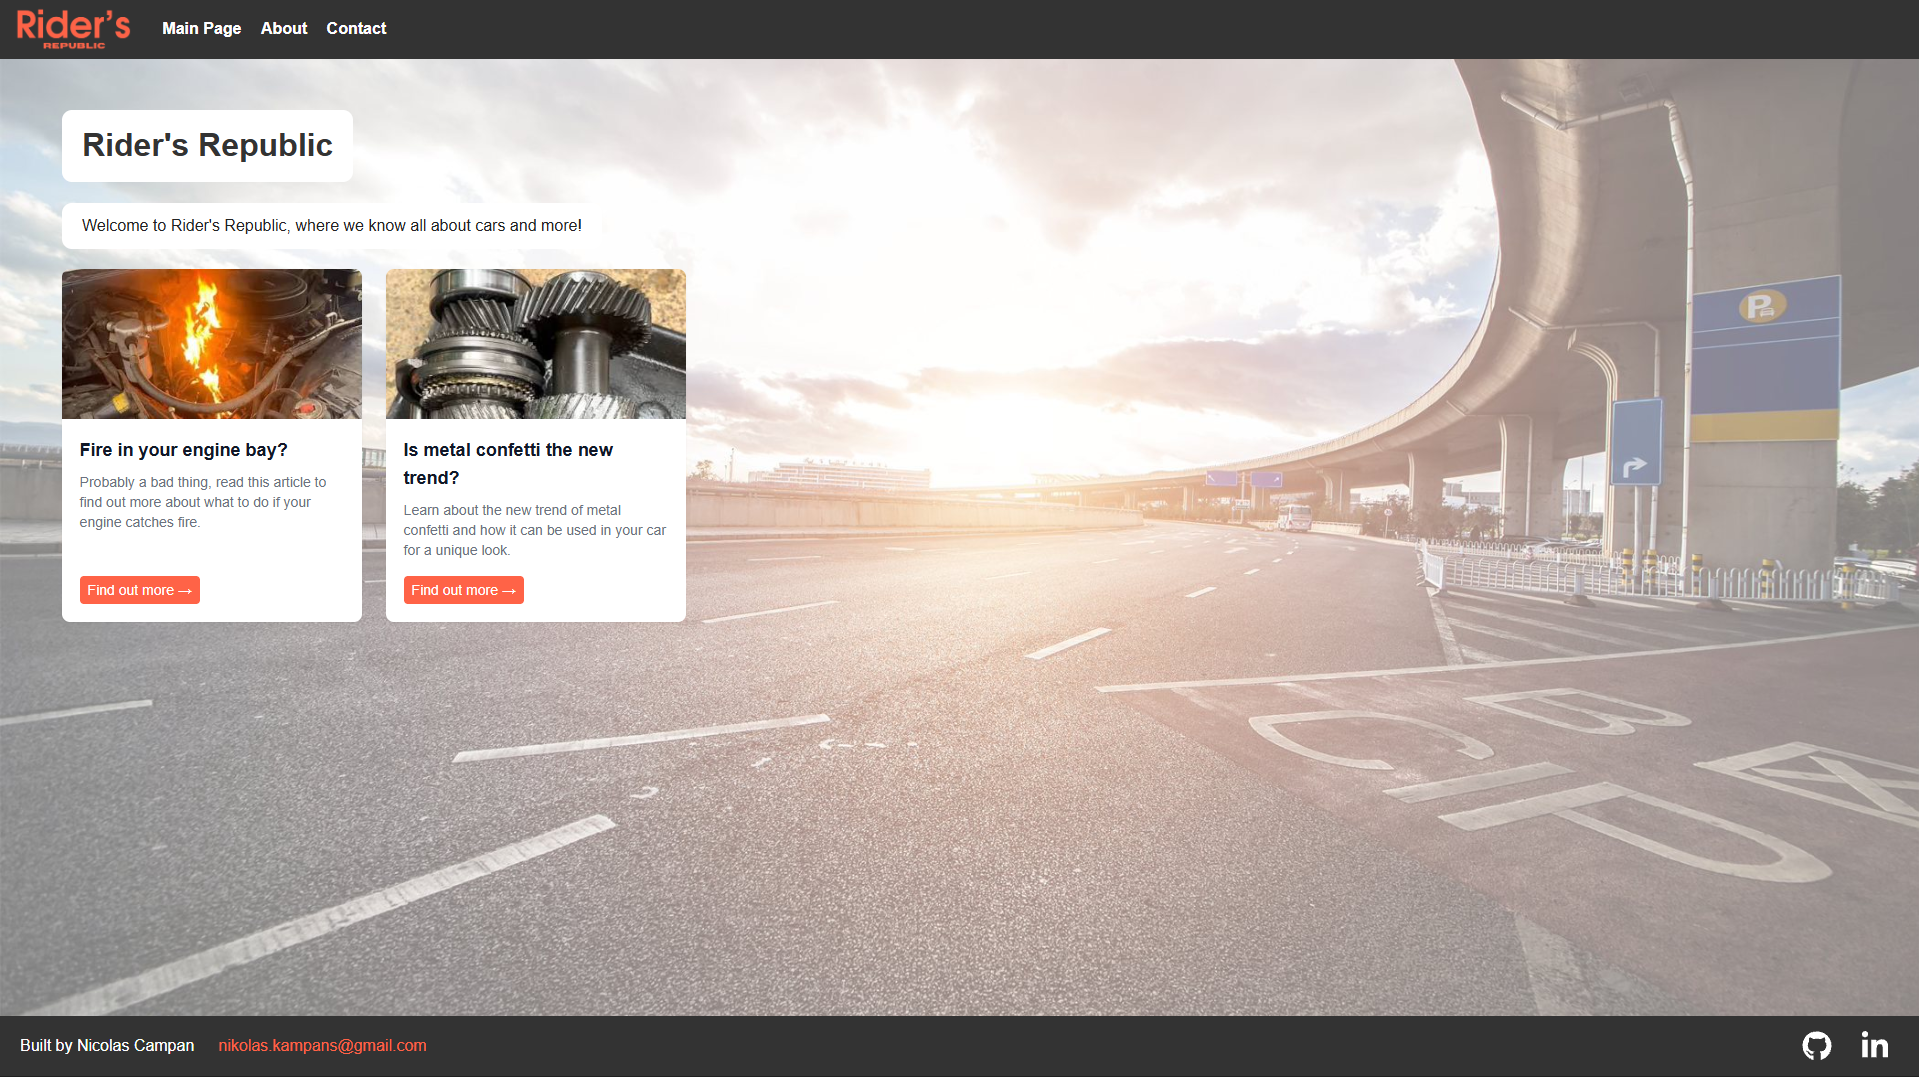 Rider's
REPUBLIC
Main Page About Contact
Rider's Republic
Welcome to Rider's Republic, where we know all about cars and more!
Fire in your engine bay?
Probably a bad thing, read this article to
find out more about what to do if your
engine catches fire.
Find out more →
Is metal confetti the new
trend?
Learn about the new trend of metal
confetti and how it can be used in your car
for a unique look.
Find out more →
P
B
Built by Nicolas Campan nikolas.kampans@gmail.com
in